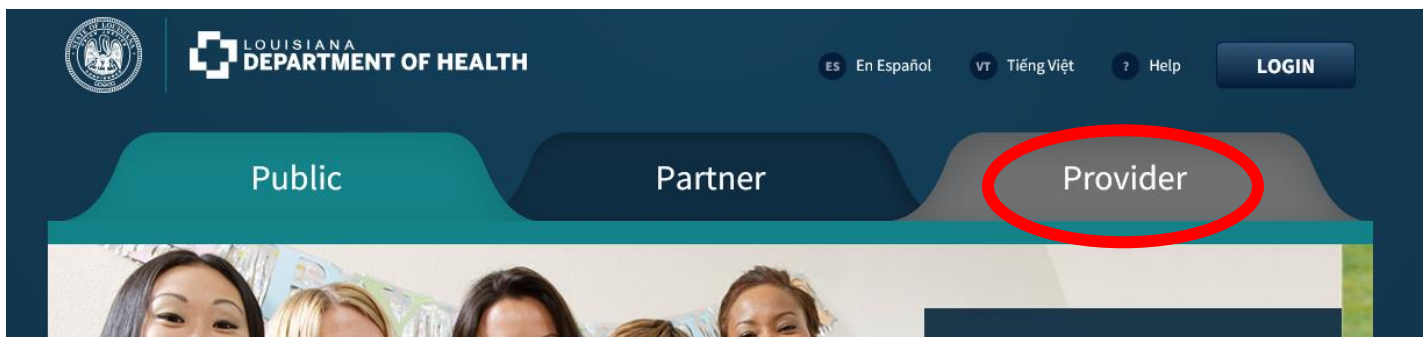 LOUISIANA
DEPARTMENT OF HEALTH
ES En Español VT Tiếng Việt ? Help LOGIN
Public Partner Provider